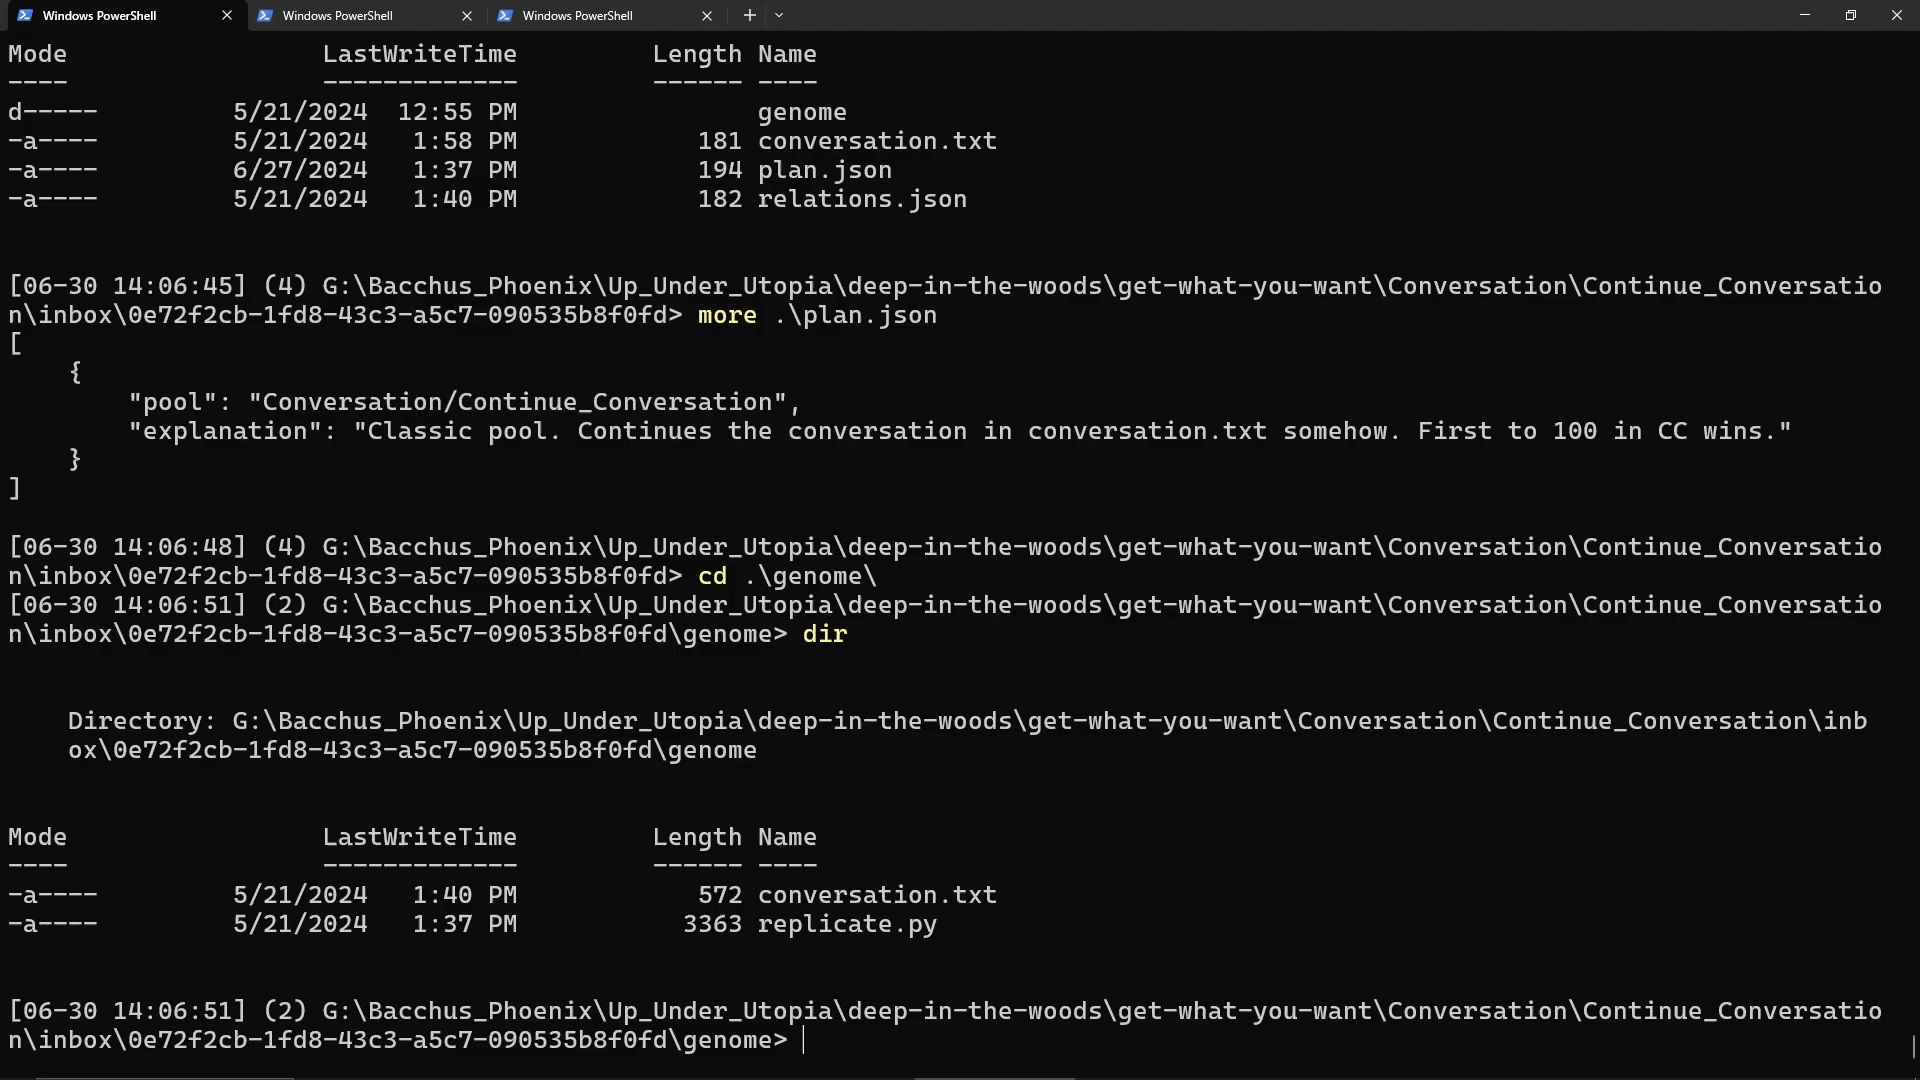 Windows PowerShell Windows PowerShell Windows PowerShell
Mode LastWriteTime Length Name
---- ------------- ------ ----
d----- 5/21/2024 12:55 PM genome
-a---- 5/21/2024 1:58 PM 181 conversation.txt
-a---- 6/27/2024 1:37 PM 194 plan.json
-a---- 5/21/2024 1:40 PM 182 relations.json
[06-30 14:06:45] (4) G:\Bacchus_Phoenix\Up_Under_Utopia\deep-in-the-woods\get-what-you-want\Conversation\Continue_Conversatio
n\inbox\0e72f2cb-1fd8-43c3-a5c7-090535b8f0fd> more .\plan.json
[
{
"pool": "Conversation/Continue_Conversation",
"explanation": "Classic pool. Continues the conversation in conversation.txt somehow. First to 100 in CC wins."
}
]
[06-30 14:06:48] (4) G:\Bacchus_Phoenix\Up_Under_Utopia\deep-in-the-woods\get-what-you-want\Conversation\Continue_Conversatio
n\inbox\0e72f2cb-1fd8-43c3-a5c7-090535b8f0fd> cd .\genome\
[06-30 14:06:51] (2) G:\Bacchus_Phoenix\Up_Under_Utopia\deep-in-the-woods\get-what-you-want\Conversation\Continue_Conversatio
n\inbox\0e72f2cb-1fd8-43c3-a5c7-090535b8f0fd\genome> dir
Directory: G:\Bacchus_Phoenix\Up_Under_Utopia\deep-in-the-woods\get-what-you-want\Conversation\Continue_Conversation\inb
ox\0e72f2cb-1fd8-43c3-a5c7-090535b8f0fd\genome
Mode LastWriteTime Length Name
---- ------------- ------ ----
-a---- 5/21/2024 1:40 PM 572 conversation.txt
-a---- 5/21/2024 1:37 PM 3363 replicate.py
[06-30 14:06:51] (2) G:\Bacchus_Phoenix\Up_Under_Utopia\deep-in-the-woods\get-what-you-want\Conversation\Continue_Conversatio
n\inbox\0e72f2cb-1fd8-43c3-a5c7-090535b8f0fd\genome>